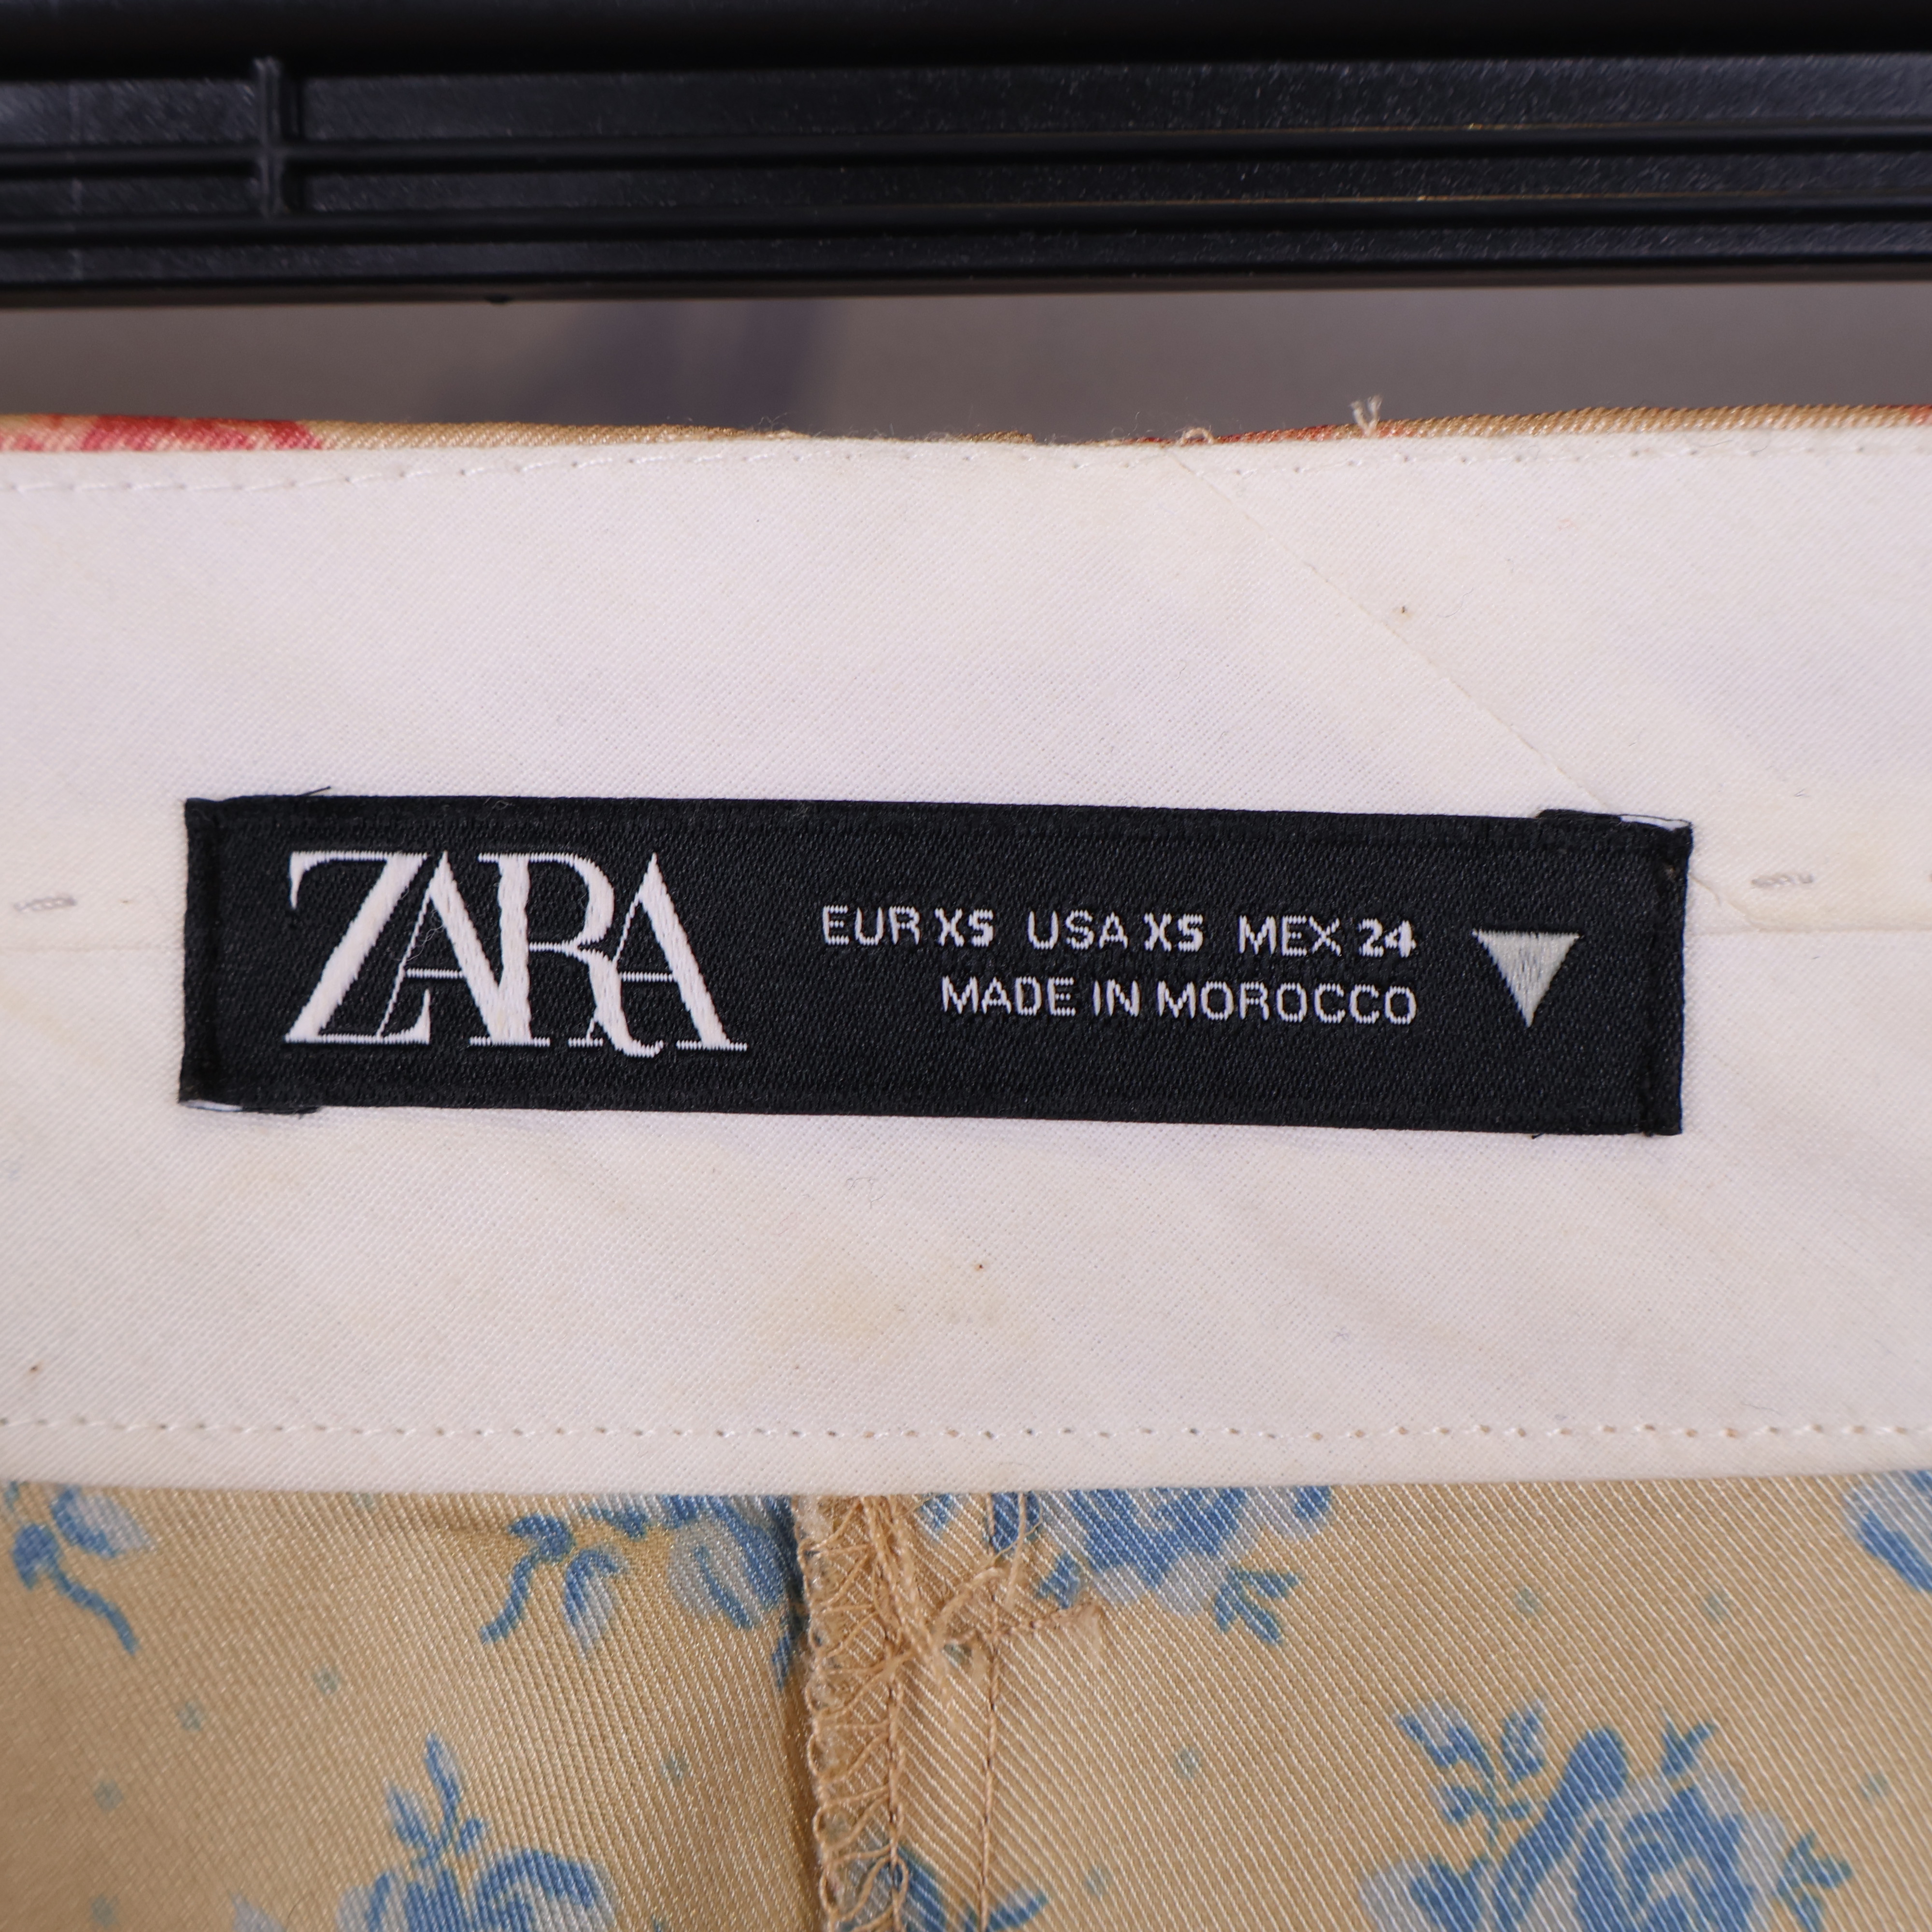 ZARA
EUR XS USA XS MEX 24
MADE IN MOROCCO